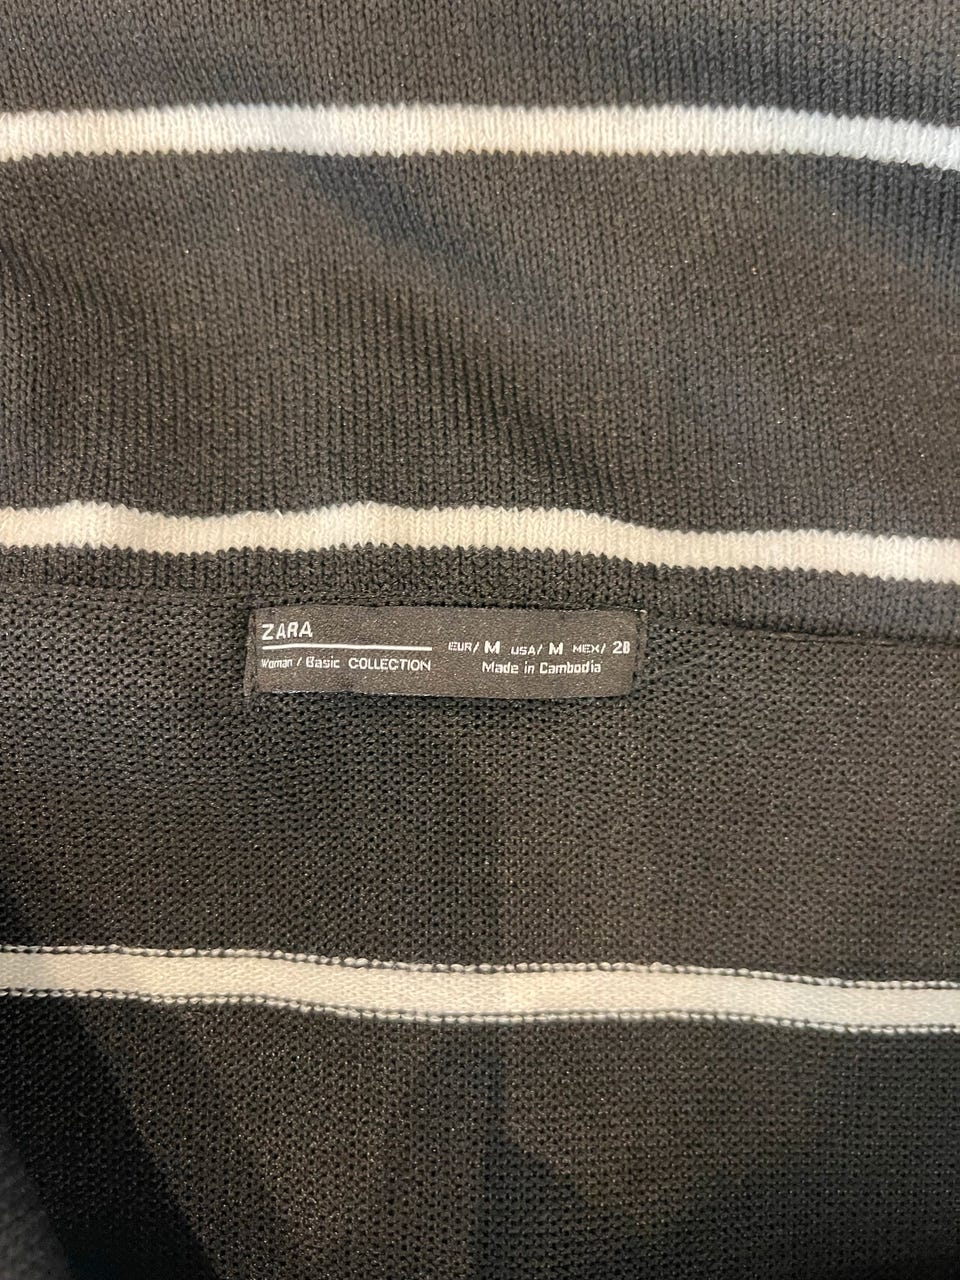 ZARA
Woman / Basic COLLECTION
EUR/ M USA/ M MEX/ 28
Made in Cambodia